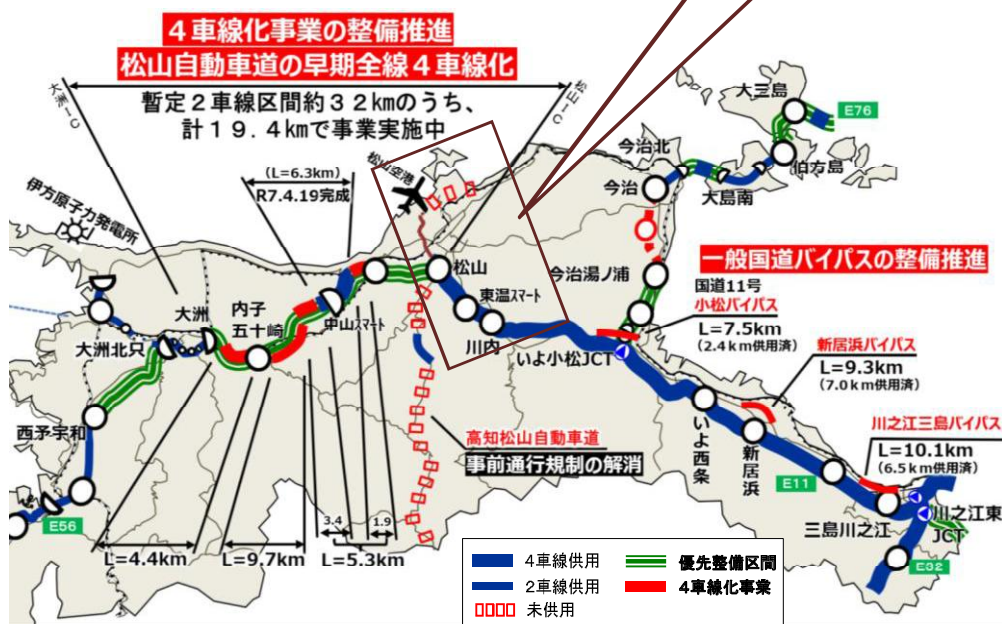 ４車線化事業の整備推進
松山自動車道の早期全線４車線化
大洲ＩＣ
松山ＩＣ
暫定２車線区間約３２㎞のうち、
計１９.４㎞で事業実施中
(L=6.3km)
R7.4.19完成
松山空港
伊方原子力発電所
大三島
E76
今治北
伯方島
今治
大島南
一般国道バイパスの整備推進
国道11号
小松バイパス
L=7.5km
(2.4㎞供用済)
新居浜バイパス
L=9.3km
(7.0㎞供用済)
川之江三島バイパス
L=10.1km
(6.5㎞供用済)
松山
今治湯ノ浦
東温スマート
川内
いよ小松JCT
大洲
内子
五十崎
中山スマート
大洲北只
西予宇和
高知松山自動車道
事前通行規制の解消
いよ西条
新居浜
E11
三島川之江
川之江東
JCT
E32
E56
3.4
1.9
L=4.4km
L=9.7km
L=5.3km
４車線供用
優先整備区間
２車線供用
４車線化事業
未供用